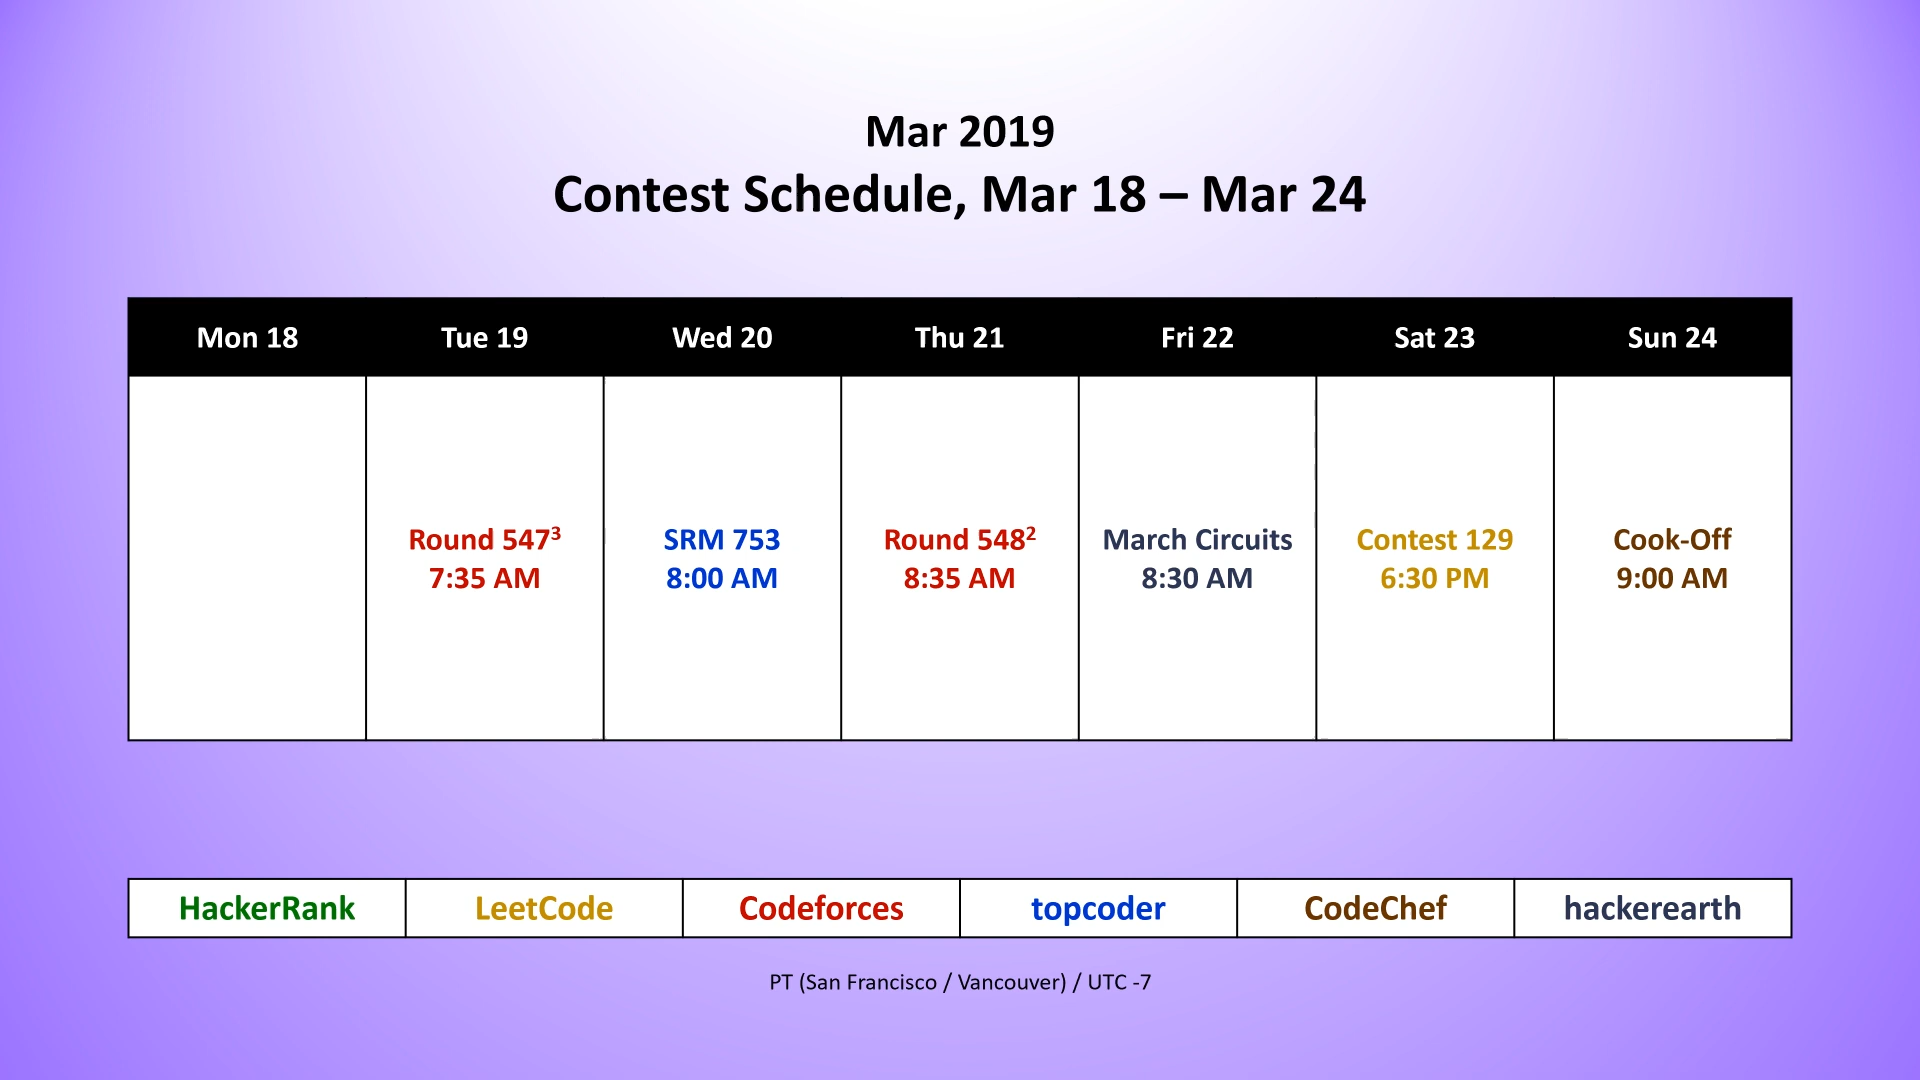 Mar 2019
Contest Schedule, Mar 18 – Mar 24
Mon 18 Tue 19 Wed 20 Thu 21 Fri 22 Sat 23 Sun 24
Round 547³ SRM 753 Round 548² March Circuits Contest 129 Cook-Off
7:35 AM 8:00 AM 8:35 AM 8:30 AM 6:30 PM 9:00 AM
HackerRank LeetCode Codeforces topcoder CodeChef hackerearth
PT (San Francisco / Vancouver) / UTC -7